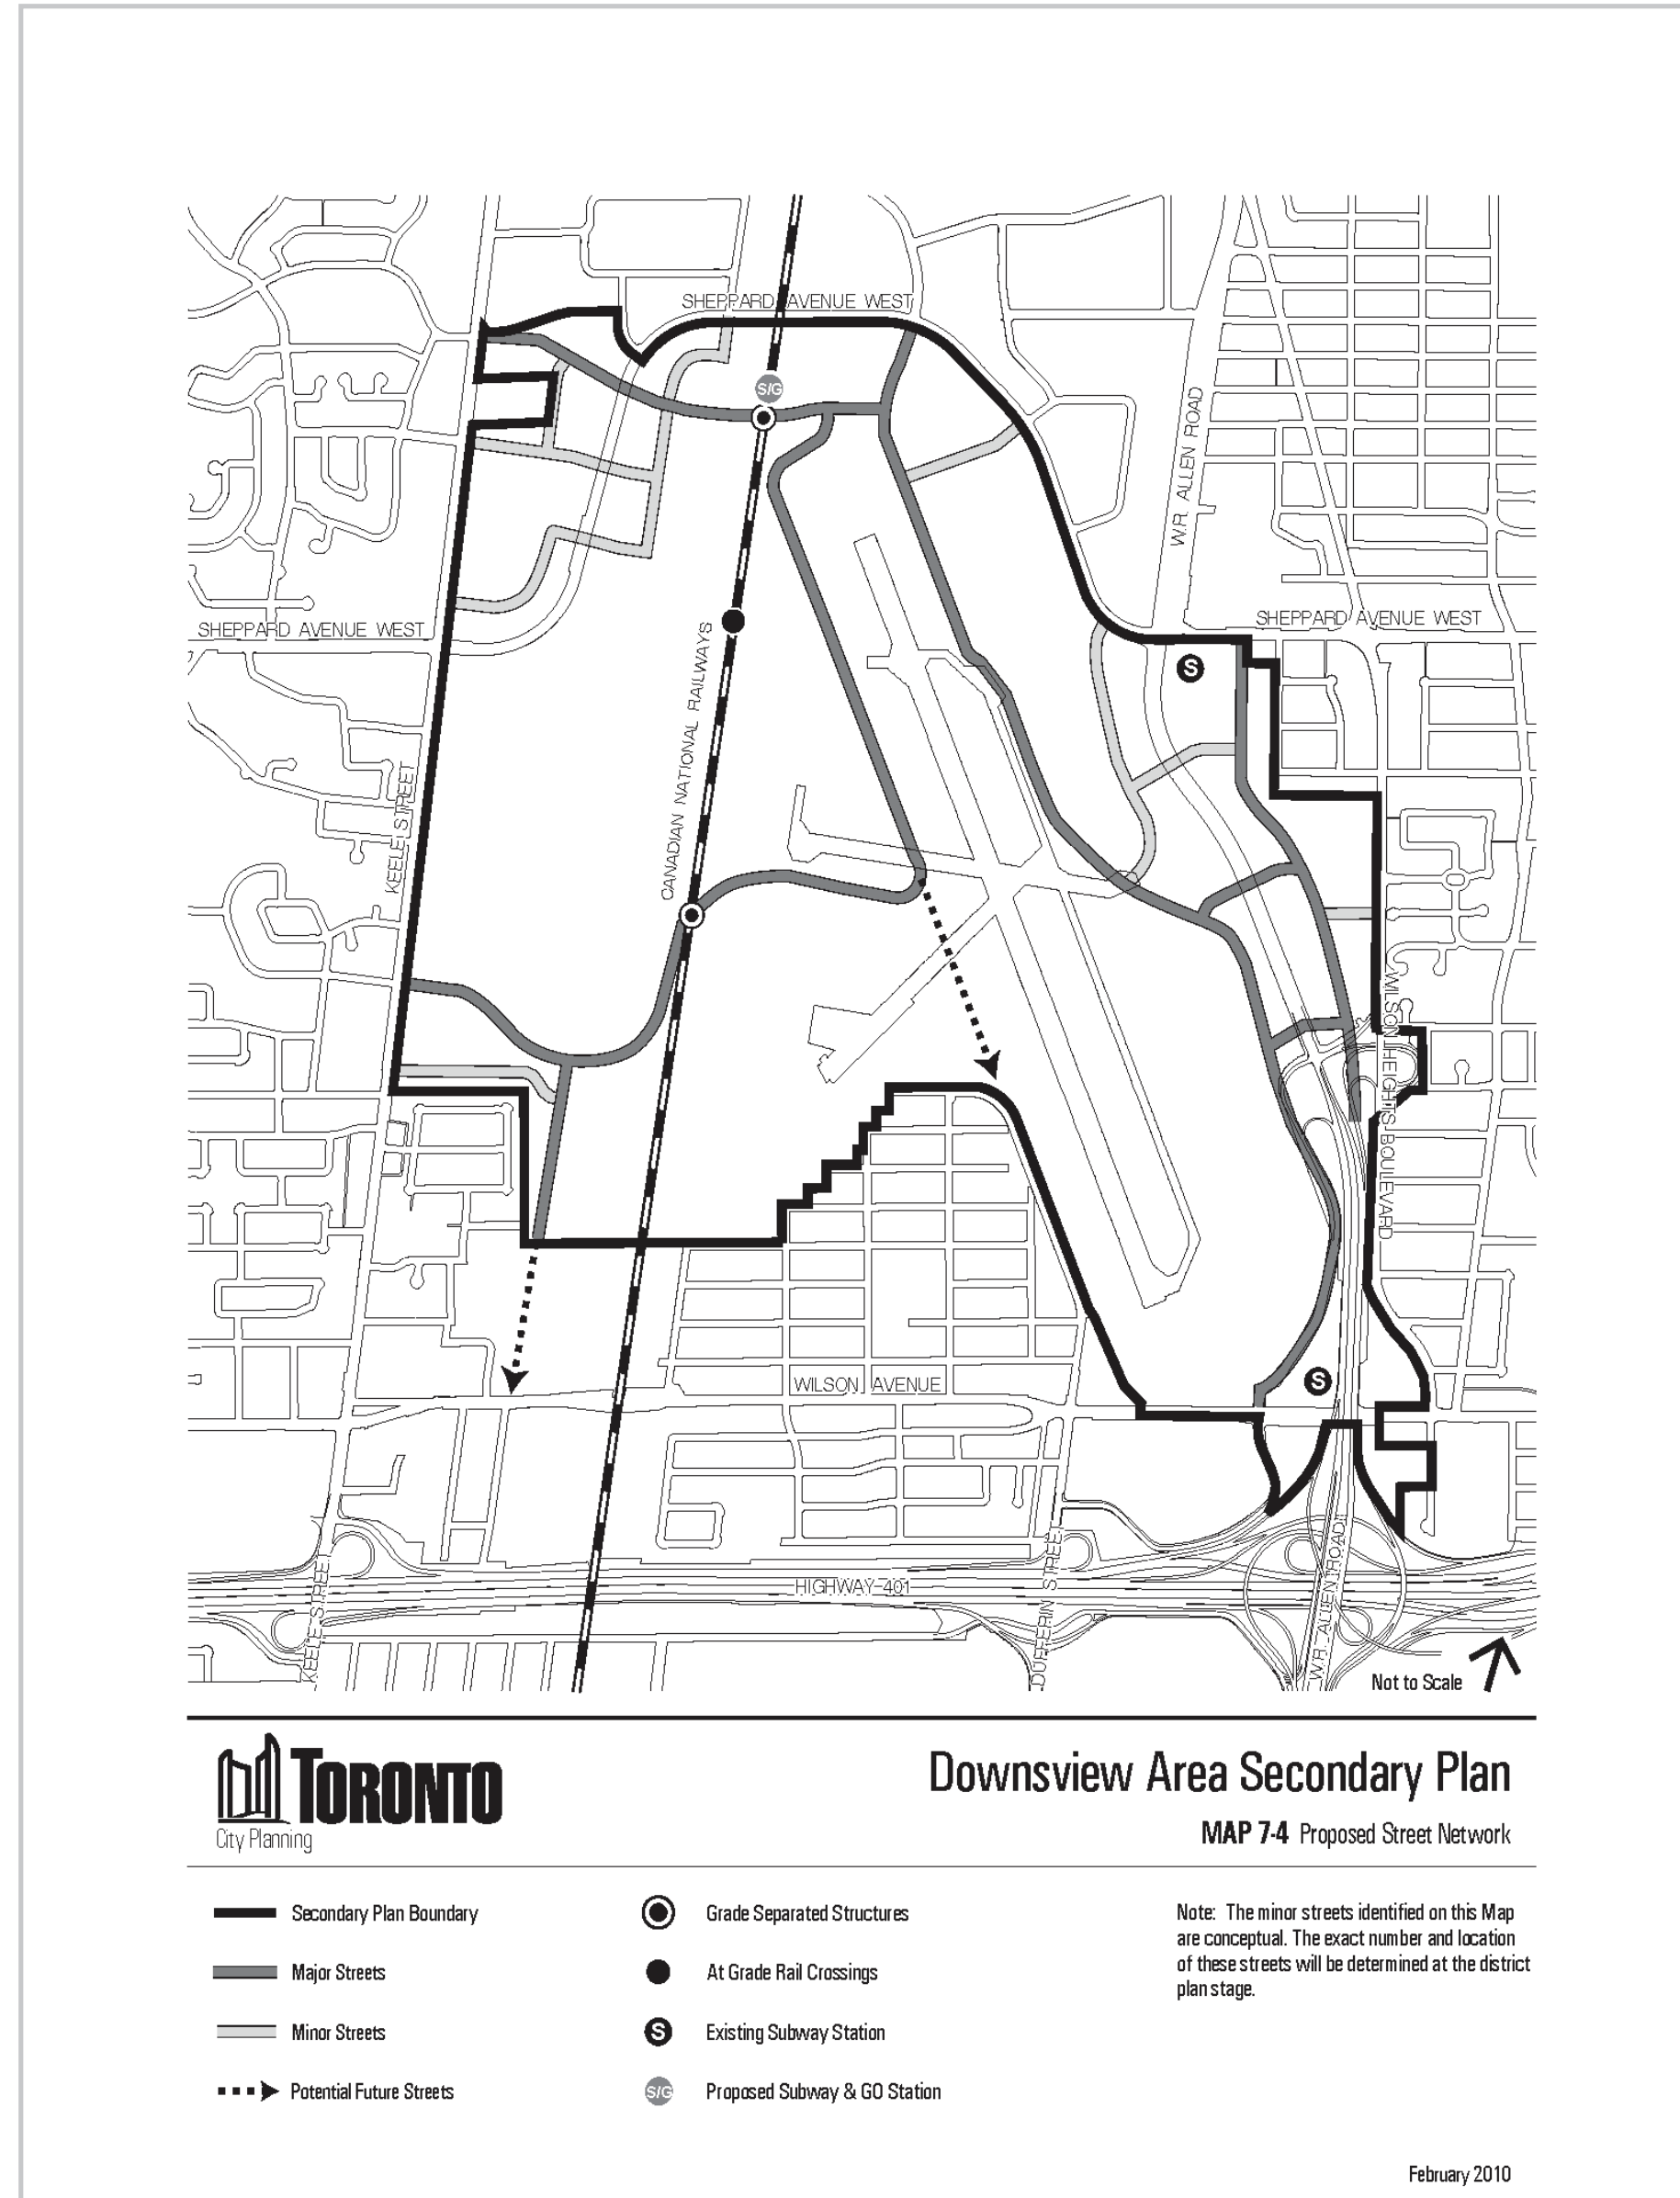 SHEPPARD AVENUE WEST
S/G
W.R. ALLEN ROAD
SHEPPARD AVENUE WEST
SHEPPARD AVENUE WEST
S
CANADIAN NATIONAL RAILWAYS
KEELE STREET
WILSON HEIGHTS BOULEVARD
WILSON AVENUE
S
HIGHWAY 401
KEELE STREET
DUFFERIN STREET
W.R. ALLEN ROAD
Not to Scale
TORONTO
City Planning
Downsview Area Secondary Plan
MAP 7-4 Proposed Street Network
Secondary Plan Boundary
Major Streets
Minor Streets
Potential Future Streets
Grade Separated Structures
At Grade Rail Crossings
S Existing Subway Station
S/G Proposed Subway & GO Station
Note: The minor streets identified on this Map
are conceptual. The exact number and location
of these streets will be determined at the district
plan stage.
February 2010